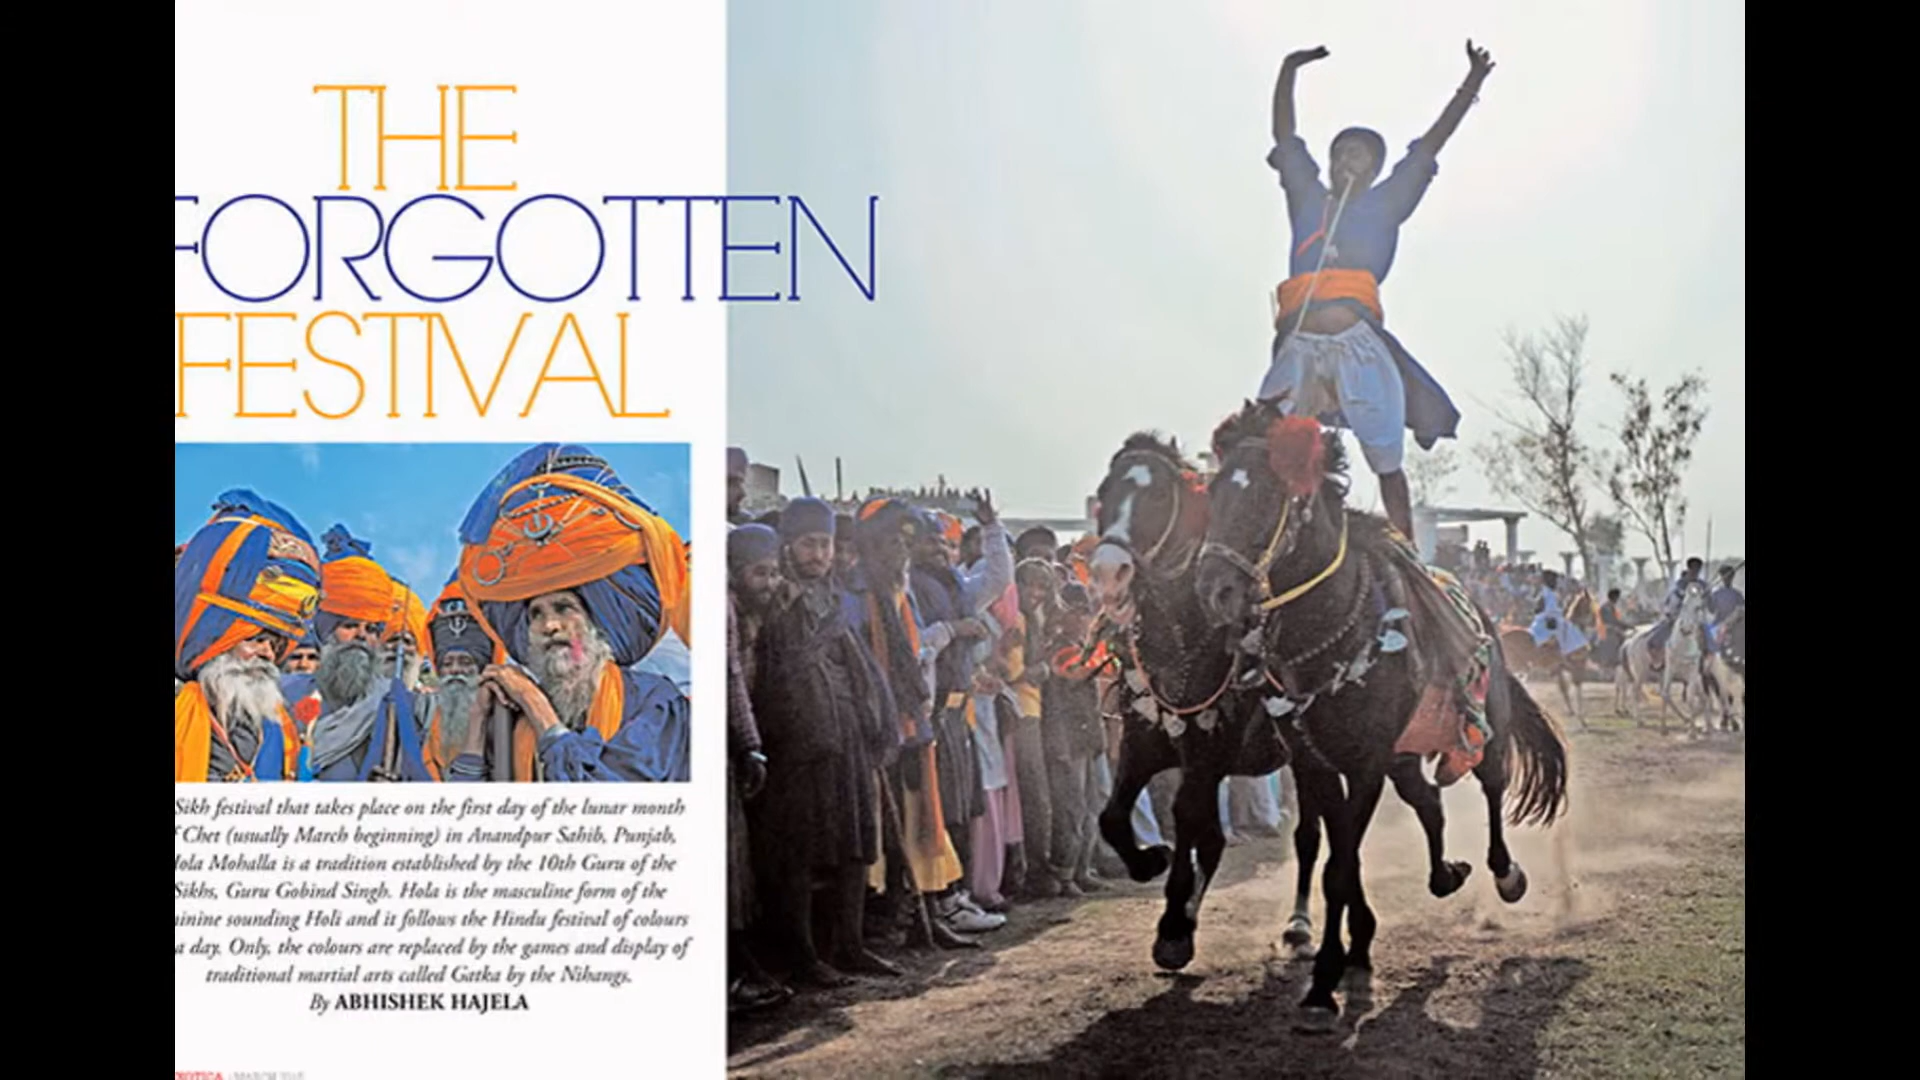 THE
FORGOTTEN
FESTIVAL
Sikh festival that takes place on the first day of the lunar month
Chet (usually March beginning) in Anandpur Sahib, Punjab,
Hola Mohalla is a tradition established by the 10th Guru of the
Sikhs, Guru Gobind Singh. Hola is the masculine form of the
inine sounding Holi and it follows the Hindu festival of colours
a day. Only, the colours are replaced by the games and display of
traditional martial arts called Gatka by the Nihangs.
By ABHISHEK HAJELA
MARCH